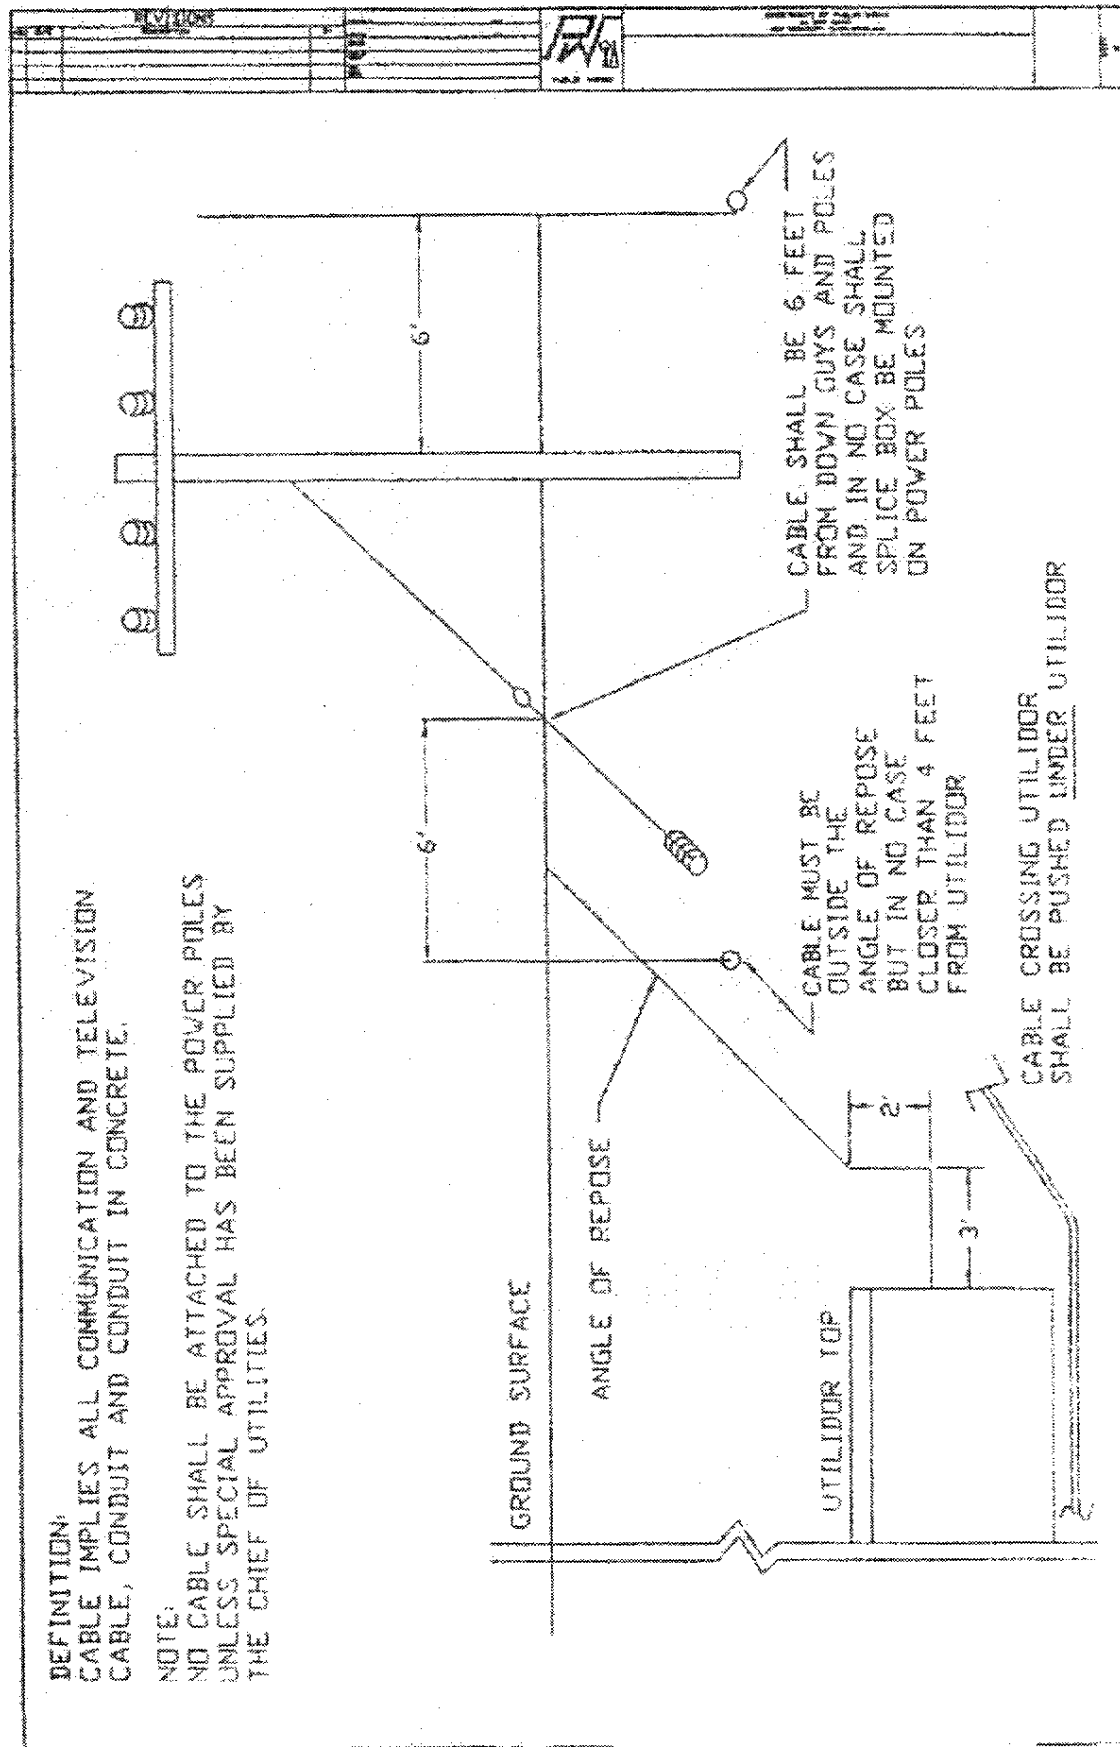 REVISIONS
DEFINITION:
CABLE IMPLIES ALL COMMUNICATION AND TELEVISION
CABLE, CONDUIT AND CONDUIT IN CONCRETE.
NOTE:
NO CABLE SHALL BE ATTACHED TO THE POWER POLES
UNLESS SPECIAL APPROVAL HAS BEEN SUPPLIED BY
THE CHIEF OF UTILITIES.
6'
6'
GROUND SURFACE
ANGLE OF REPOSE
CABLE SHALL BE 6 FEET
FROM DOWN GUYS AND POLES
AND IN NO CASE SHALL
SPLICE BOX BE MOUNTED
ON POWER POLES
CABLE MUST BE
OUTSIDE THE
ANGLE OF REPOSE
BUT IN NO CASE
CLOSER THAN 4 FEET
FROM UTILIDOR
UTILIDOR TOP
2'
3'
CABLE CROSSING UTILIDOR
SHALL BE PUSHED UNDER UTILIDOR